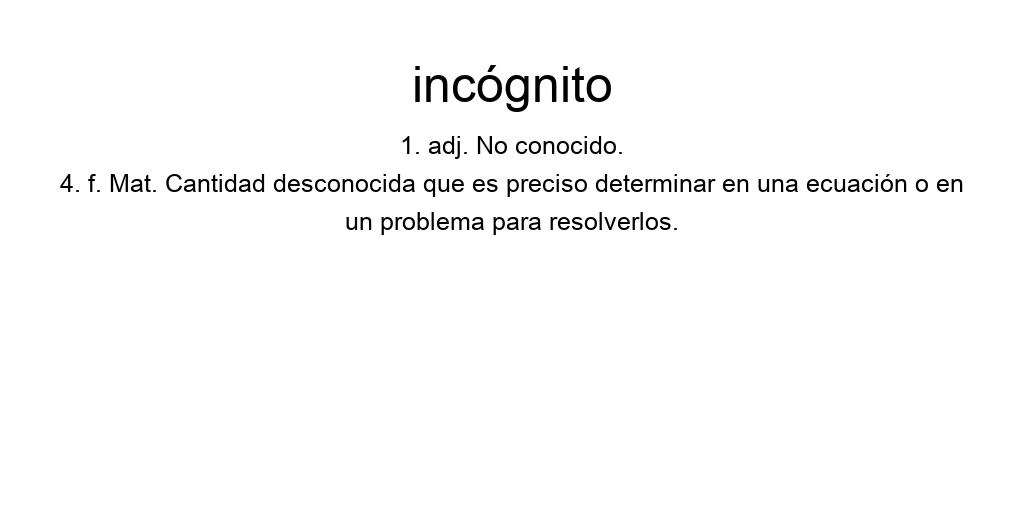 incógnito
1. adj. No conocido.
4. f. Mat. Cantidad desconocida que es preciso determinar en una ecuación o en
un problema para resolverlos.